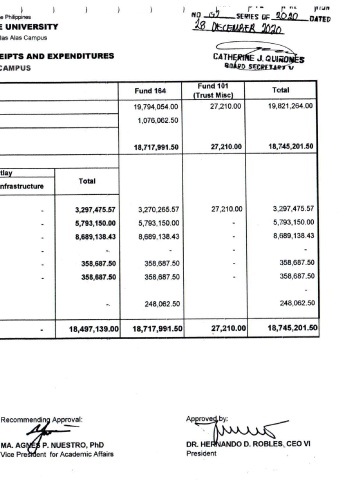 NO. SERIES OF 2020 DATED
28 DECEMBER 2020
e Philippines
E UNIVERSITY
las Alas Campus
CATHERINE J. QUIRONES
BOARD SECRETARY V
EIPTS AND EXPENDITURES
CAMPUS
Fund 164 Fund 101 (Trust Misc) Total
19,794,054.00 27,210.00 19,821,264.00
1,076,062.50
18,717,991.50 27,210.00 18,745,201.50
tlay
nfrastructure Total
- 3,297,475.57 3,270,265.57 27,210.00 3,297,475.57
- 5,793,150.00 5,793,150.00 - 5,793,150.00
- 8,689,138.43 8,689,138.43 - 8,689,138.43
- - - -
- 358,687.50 358,687.50 - 358,687.50
- 358,687.50 358,687.50 - 358,687.50
-
- 248,062.50 248,062.50
- 18,497,139.00 18,717,991.50 27,210.00 18,745,201.50
Recommending Approval: Approved by:
MA. AGNES P. NUESTRO, PhD DR. HERNANDO D. ROBLES, CEO VI
Vice President for Academic Affairs President